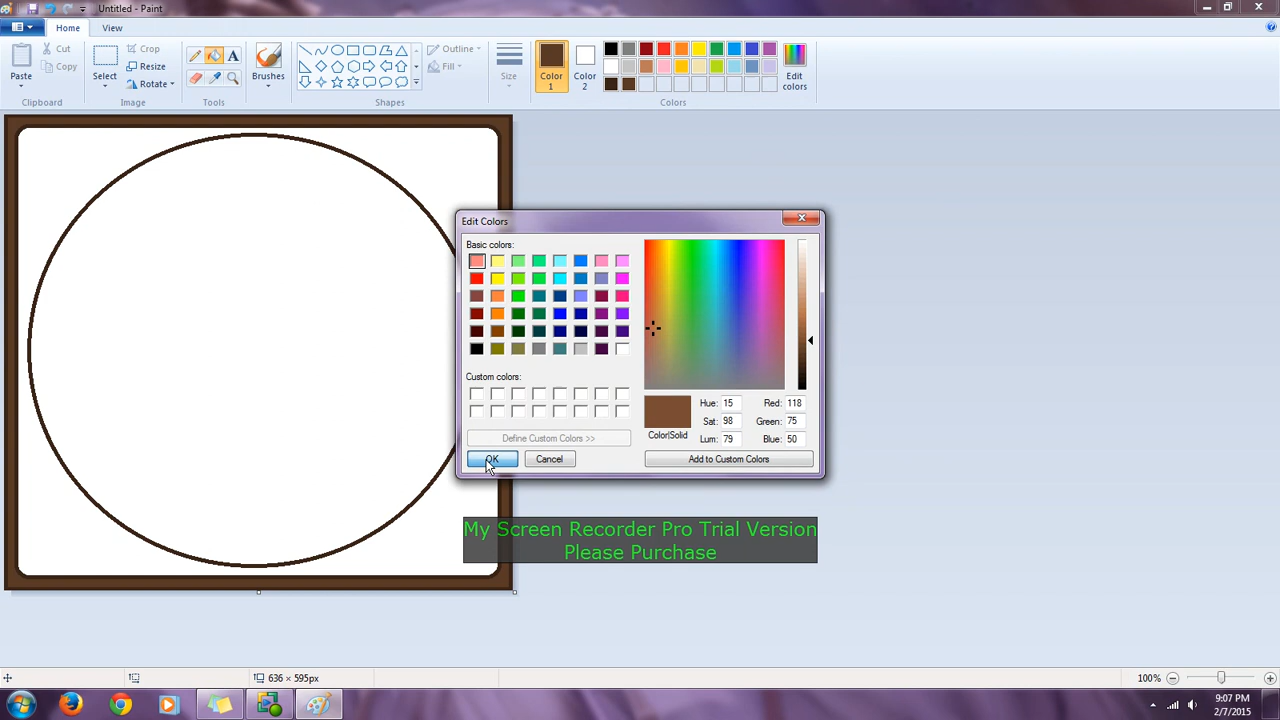 Untitled - Paint
Home
View
Paste
Cut
Copy
Clipboard
Select
Crop
Resize
Rotate
Image
A
Tools
Brushes
Outline
Fill
Shapes
Size
Color 1
Color 2
Colors
Edit colors
Edit Colors
Basic colors:
Custom colors:
Define Custom Colors >>
OK
Cancel
Color|Solid
Hue: 15
Sat: 98
Lum: 79
Red: 118
Green: 75
Blue: 50
Add to Custom Colors
My Screen Recorder Pro Trial Version
Please Purchase
636 × 595px
100%
9:07 PM
2/7/2015